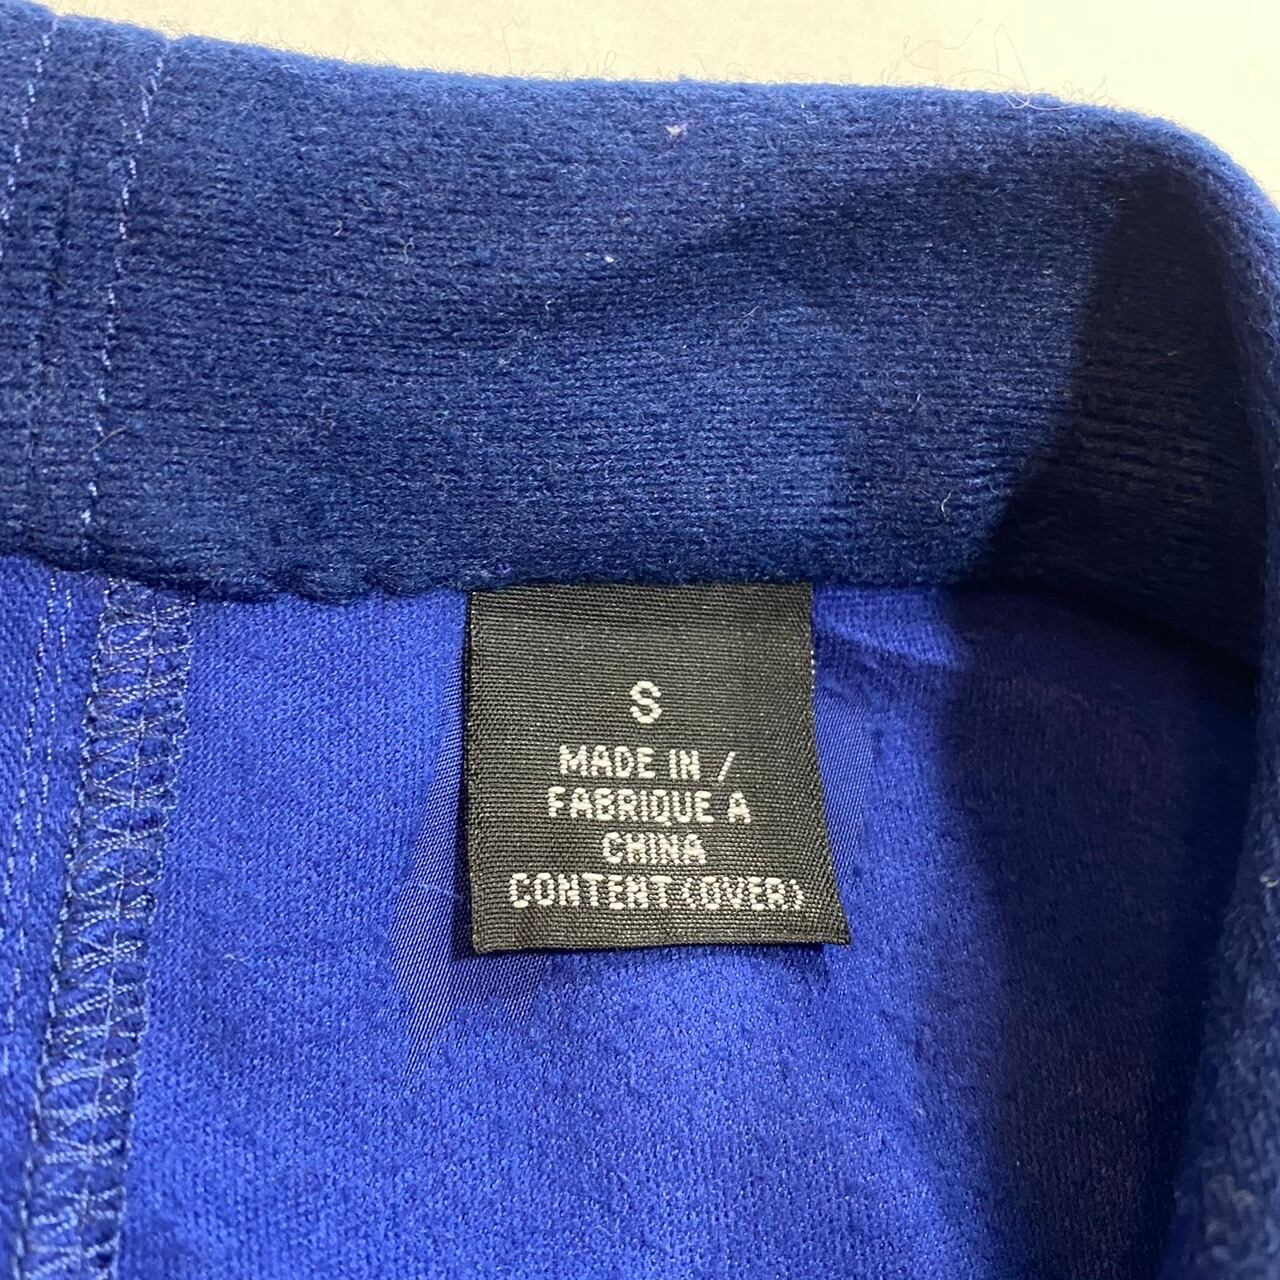 S
MADE IN /
FABRIQUE A
CHINA
CONTENT (OVER)